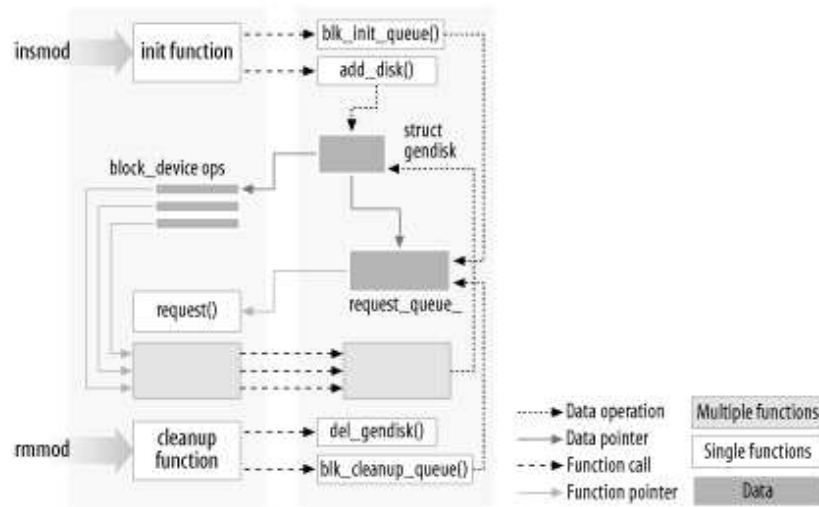 insmod
init function
blk_init_queue()
add_disk()
struct
gendisk
block_device ops
request_queue_
request()
rmmod
cleanup
function
del_gendisk()
blk_cleanup_queue()
Data operation
Data pointer
Function call
Function pointer
Multiple functions
Single functions
Data